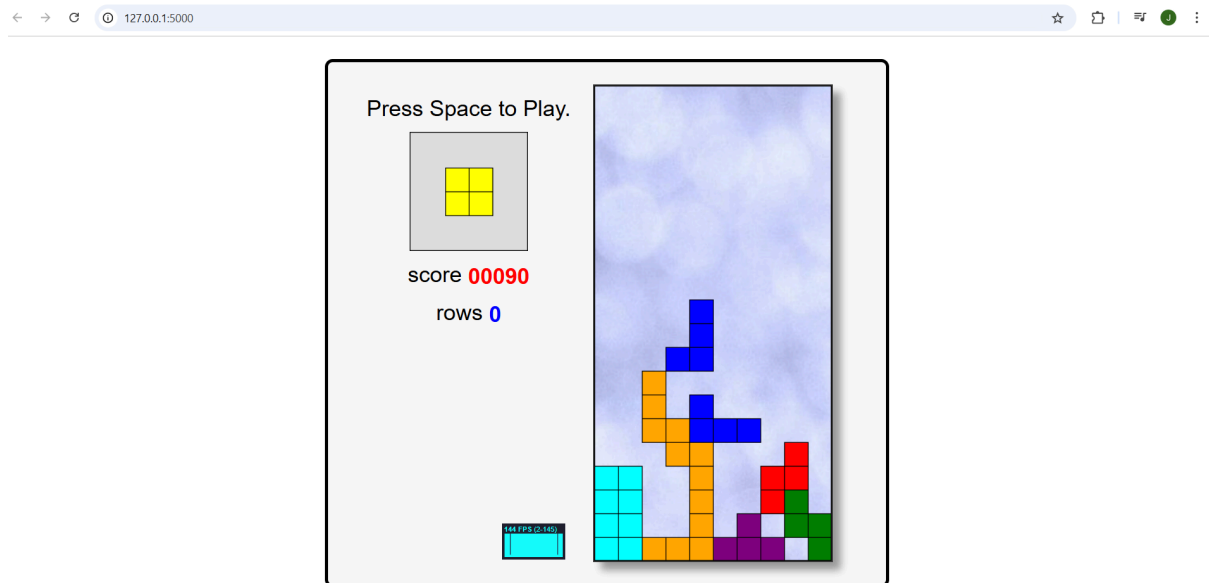 127.0.0.1:5000
J
Press Space to Play.
score 00090
rows 0
144 FPS (2-145)